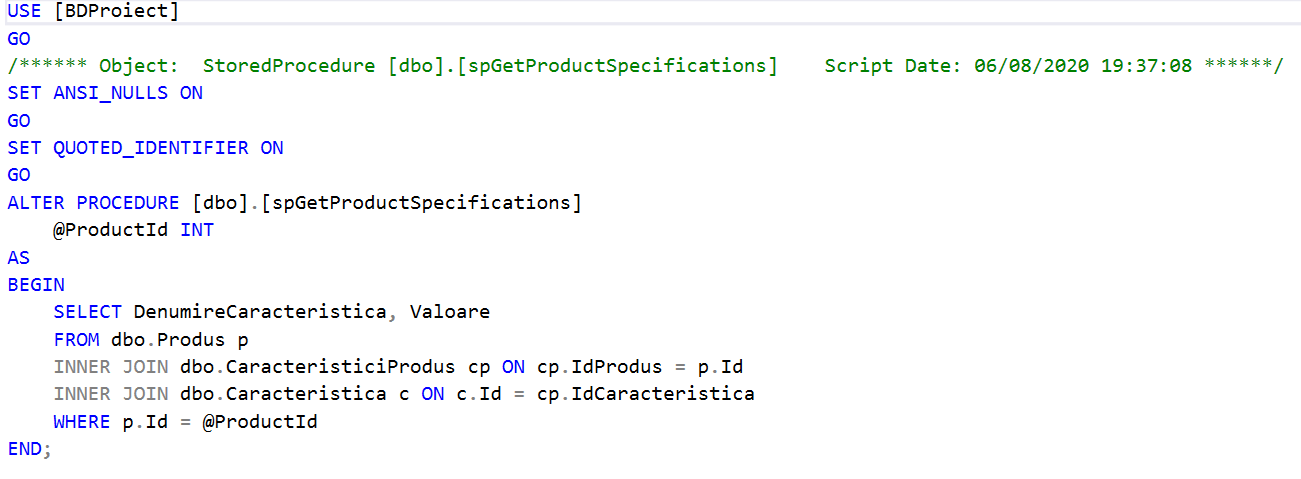 USE [BDProiect]
GO
/****** Object:  StoredProcedure [dbo].[spGetProductSpecifications]    Script Date: 06/08/2020 19:37:08 ******/
SET ANSI_NULLS ON
GO
SET QUOTED_IDENTIFIER ON
GO
ALTER PROCEDURE [dbo].[spGetProductSpecifications]
    @ProductId INT
AS
BEGIN
    SELECT DenumireCaracteristica, Valoare
    FROM dbo.Produs p
    INNER JOIN dbo.CaracteristiciProdus cp ON cp.IdProdus = p.Id
    INNER JOIN dbo.Caracteristica c ON c.Id = cp.IdCaracteristica
    WHERE p.Id = @ProductId
END;